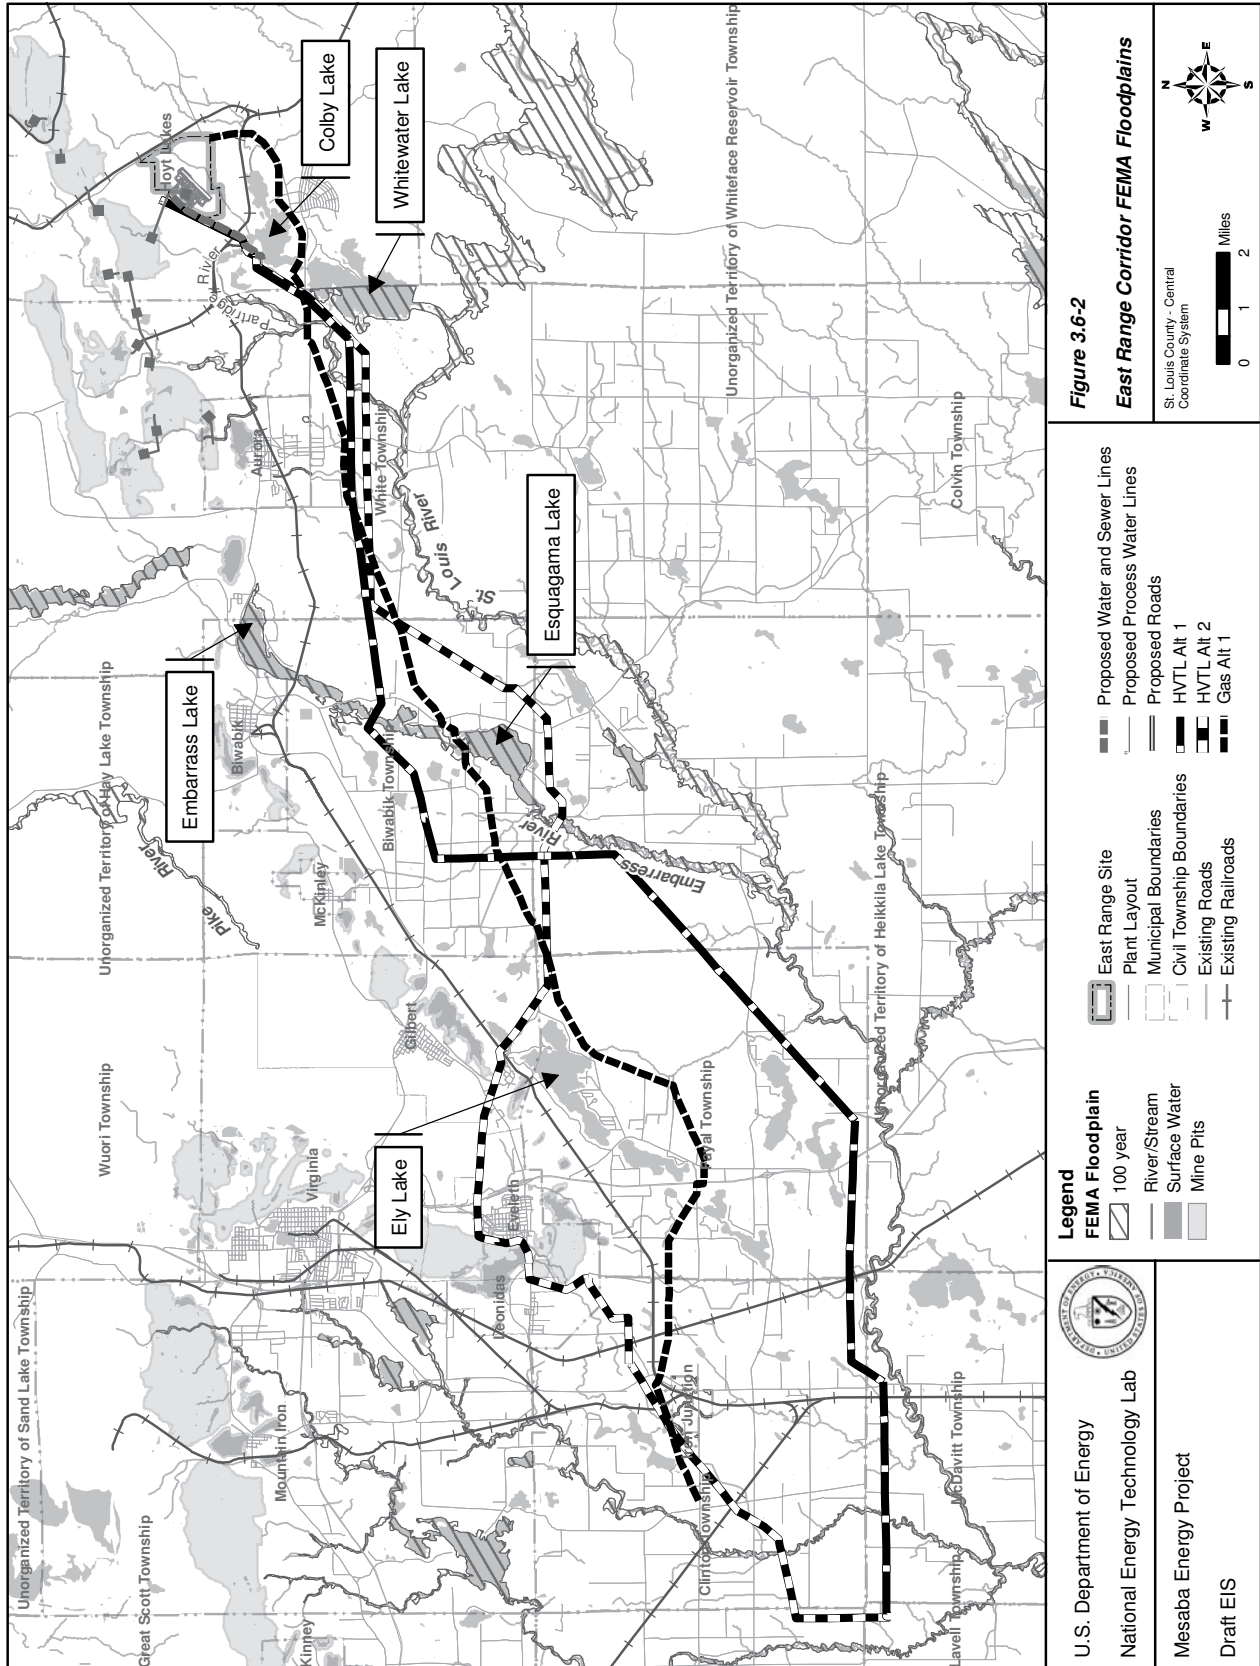 Unorganized Territory of Sand Lake Township
Great Scott Township
Kinney
Mountain Iron
Wuori Township
Virginia
Leonidas
Eveleth
Ely Lake
Gilbert
McKinley
Pike
River
Unorganized Territory of Hay Lake Township
Biwabik
Embarrass Lake
Biwabik Township
Esquagama Lake
Embarress
River
St.
Louis
River
Aurora
White Township
Partridge
River
Hoyt Lakes
Colby Lake
Whitewater Lake
Unorganized Territory of Whiteface Reservoir Township
Colvin Township
Unorganized Territory of Heikkila Lake Township
Fayal Township
Iron Junction
Clinton Township
McDavitt Township
Lavell Township
U.S. Department of Energy
National Energy Technology Lab
Mesaba Energy Project
Draft EIS
Legend
FEMA Floodplain
100 year
River/Stream
Surface Water
Mine Pits
East Range Site
Plant Layout
Municipal Boundaries
Civil Township Boundaries
Existing Roads
Existing Railroads
Proposed Water and Sewer Lines
Proposed Process Water Lines
Proposed Roads
HVTL Alt 1
HVTL Alt 2
Gas Alt 1
Figure 3.6-2
East Range Corridor FEMA Floodplains
St. Louis County - Central
Coordinate System
0 1 2
Miles
N
W E
S